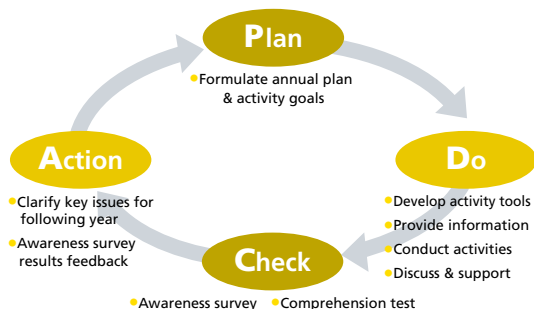 Plan
• Formulate annual plan
& activity goals
Do
• Develop activity tools
• Provide information
• Conduct activities
• Discuss & support
Check
• Awareness survey • Comprehension test
Action
• Clarify key issues for
following year
• Awareness survey
results feedback